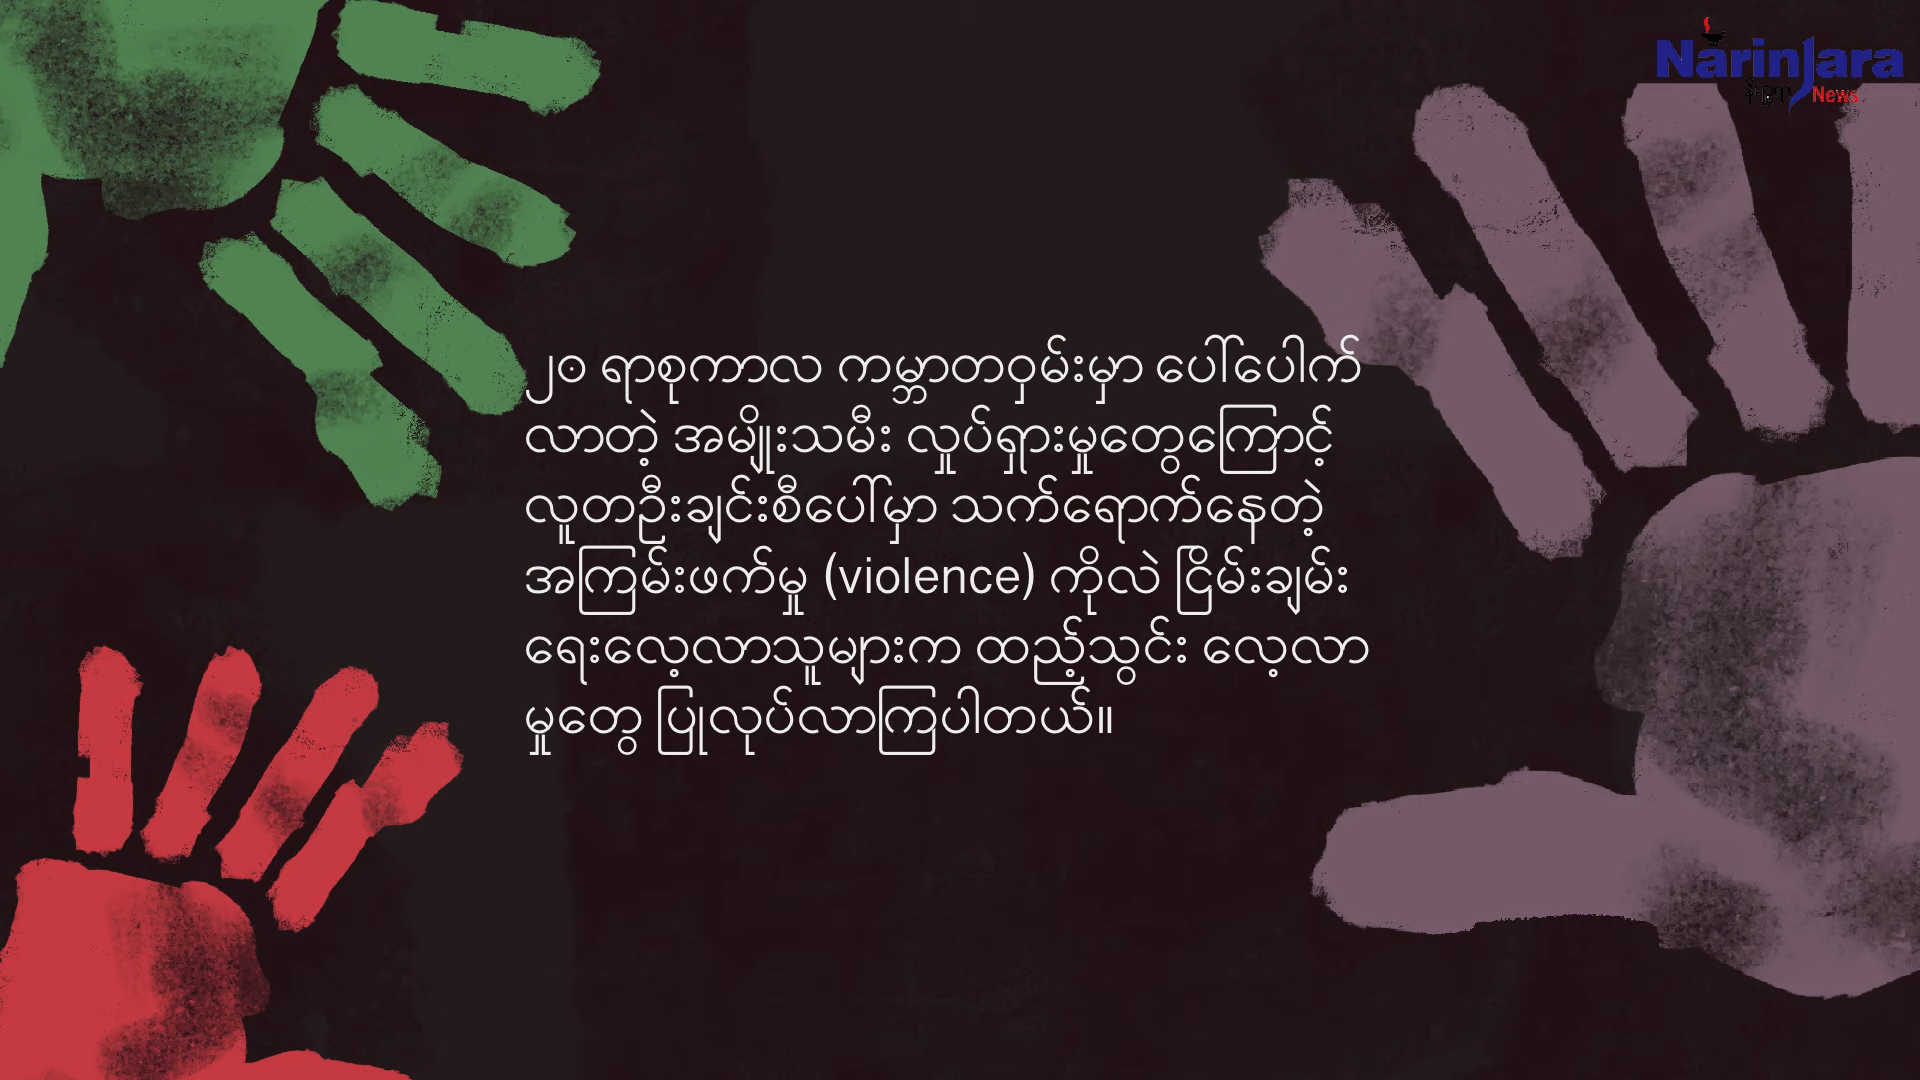 Narinjara
News
၂၀ ရာစုကာလ ကမ္ဘာတဝှမ်းမှာ ပေါ်ပေါက်
လာတဲ့ အမျိုးသမီး လှုပ်ရှားမှုတွေကြောင့်
လူတဦးချင်းစီပေါ်မှာ သက်ရောက်နေတဲ့
အကြမ်းဖက်မှု (violence) ကိုလဲ ငြိမ်းချမ်း
ရေးလေ့လာသူများက ထည့်သွင်း လေ့လာ
မှုတွေ ပြုလုပ်လာကြပါတယ်။